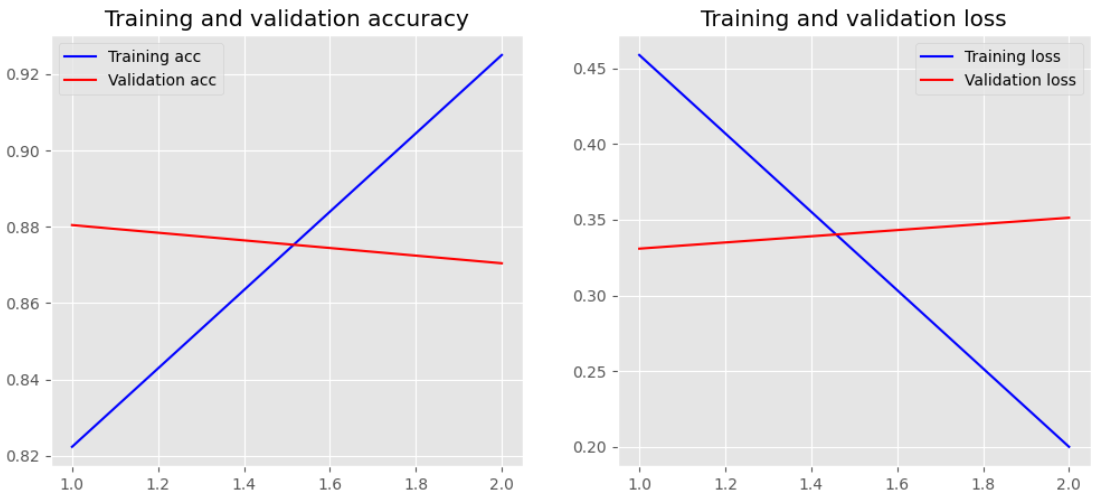 Training and validation accuracy
Training acc
Validation acc
0.92
0.90
0.88
0.86
0.84
0.82
1.0 1.2 1.4 1.6 1.8 2.0
Training and validation loss
Training loss
Validation loss
0.45
0.40
0.35
0.30
0.25
0.20
1.0 1.2 1.4 1.6 1.8 2.0